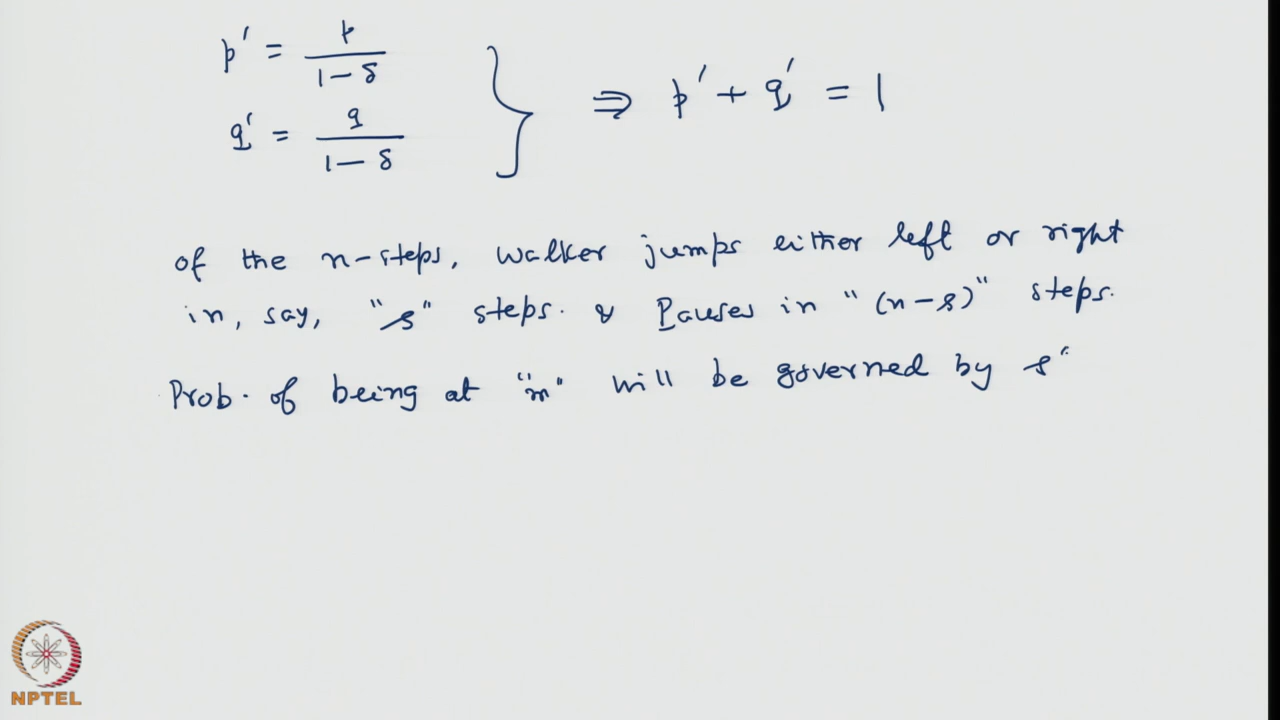 p' = p / (1 − δ)
q' = q / (1 − δ)
} ⇒ p' + q' = 1
of the n-steps, walker jumps either left or right
in, say, "s" steps. & Pauses in "(n−s)" steps.
Prob. of being at "m" will be governed by s"
NPTEL